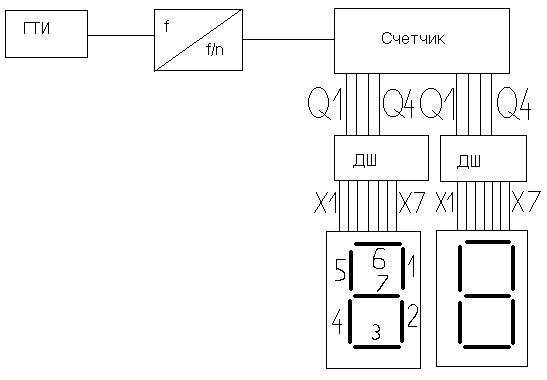 ГТИ
f
f/n
Счетчик
Q1 Q4 Q1 Q4
ДШ ДШ
X1 X7 X1 X7
6
5 1
7
4 2
3